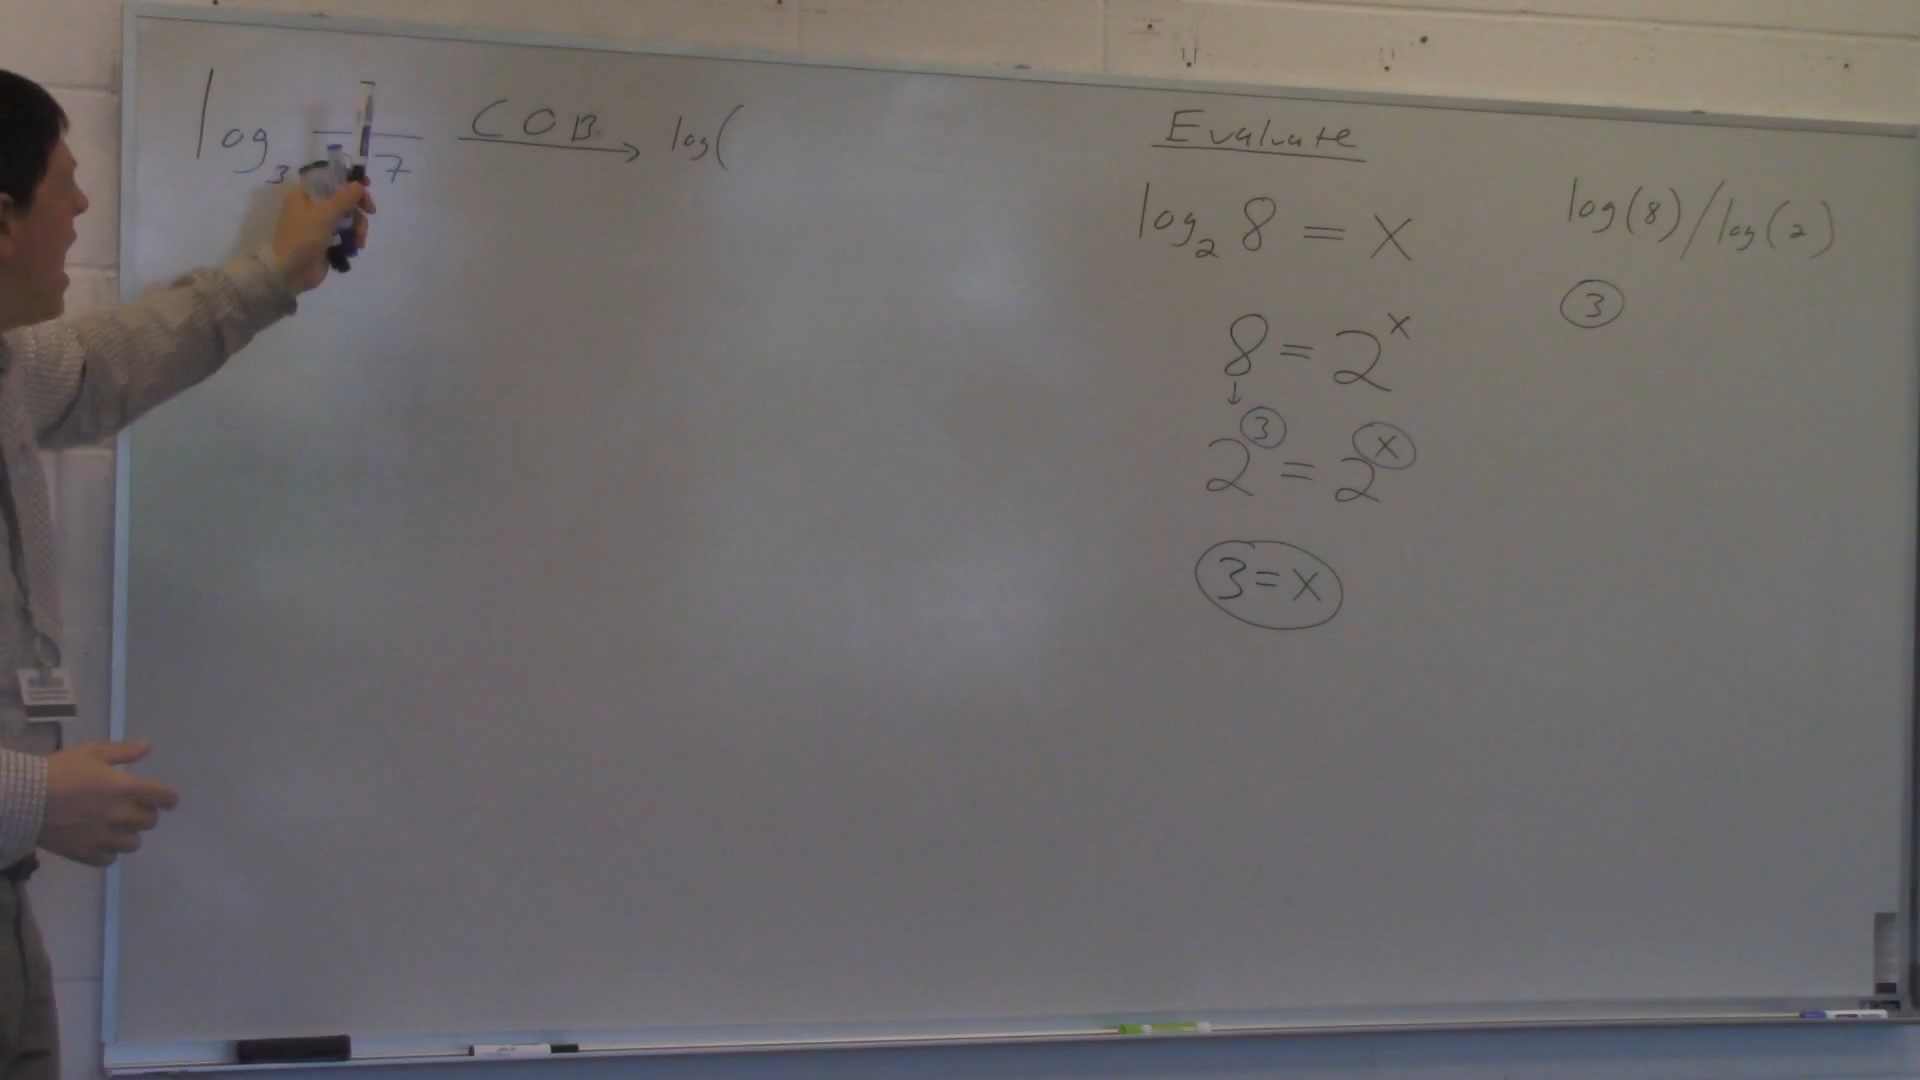 log₃ 7 COB log(
Evaluate
log₂ 8 = x
8 = 2ˣ
↓
2³ = 2ˣ
3 = x
log(8)/log(2)
3